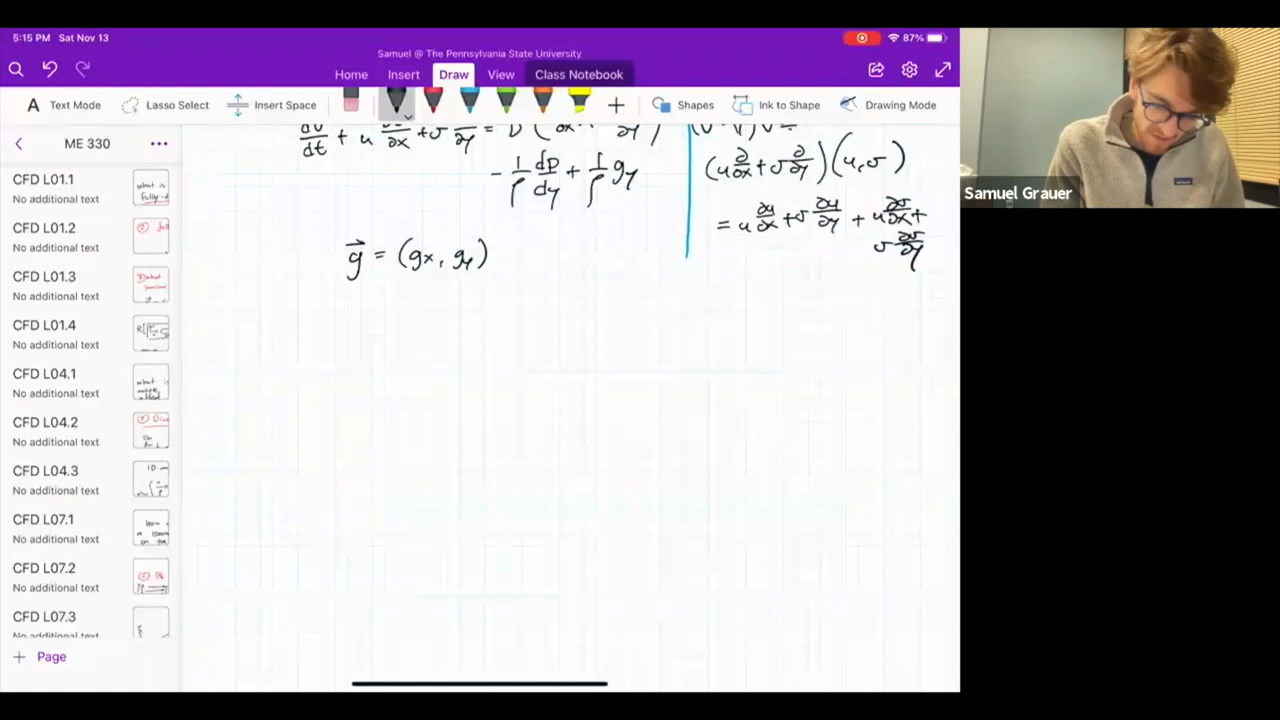 5:15 PM Sat Nov 13
87%
Samuel @ The Pennsylvania State University
Home Insert Draw View Class Notebook
A Text Mode Lasso Select Insert Space + Shapes Ink to Shape Drawing Mode
ME 330
CFD L01.1
No additional text
CFD L01.2
No additional text
CFD L01.3
No additional text
CFD L01.4
No additional text
CFD L04.1
No additional text
CFD L04.2
No additional text
CFD L04.3
No additional text
CFD L07.1
No additional text
CFD L07.2
No additional text
CFD L07.3
No additional text
+ Page
- 1/ρ dp/dy + 1/ρ gy
g⃗ = (gx, gy)
(u ∂/∂x + v ∂/∂y)(u, v)
= u ∂u/∂x + v ∂u/∂y + u ∂v/∂x +
v ∂v/∂y
Samuel Grauer